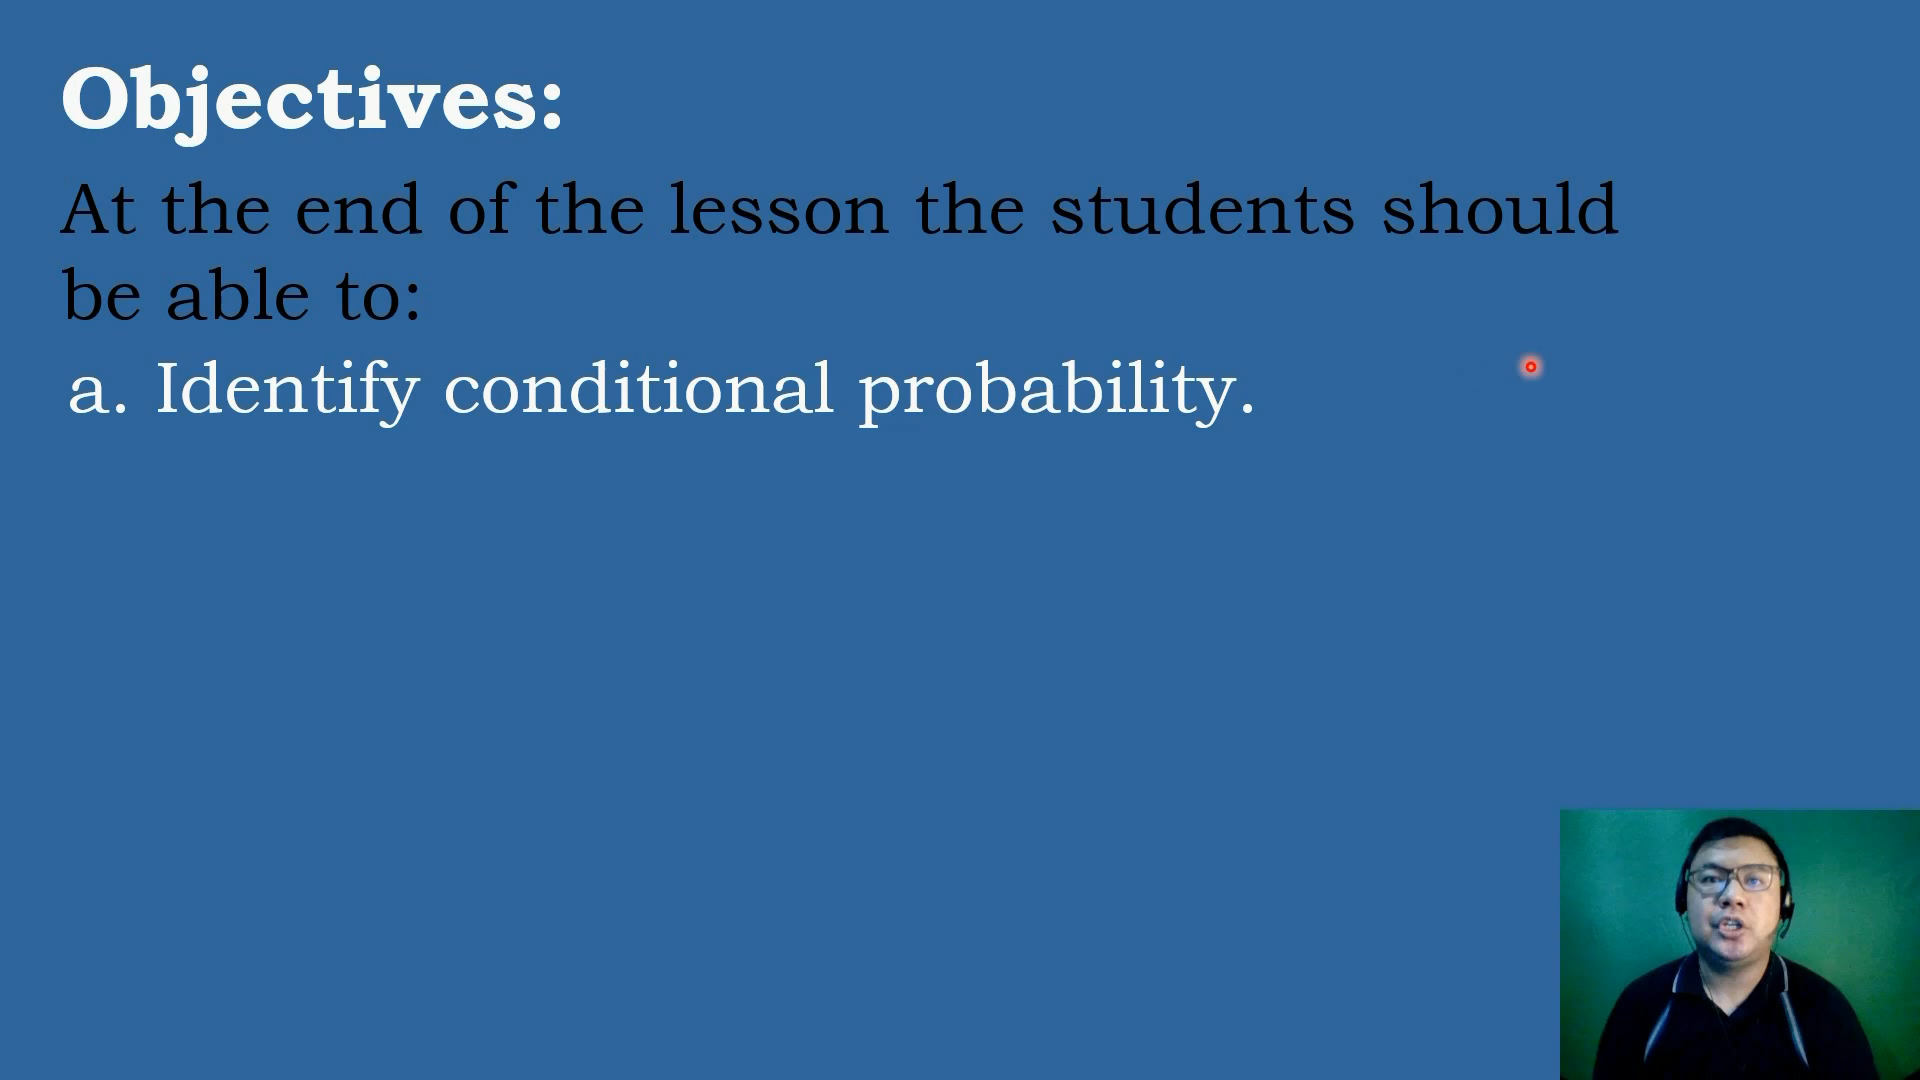 Objectives:
At the end of the lesson the students should
be able to:
a. Identify conditional probability.